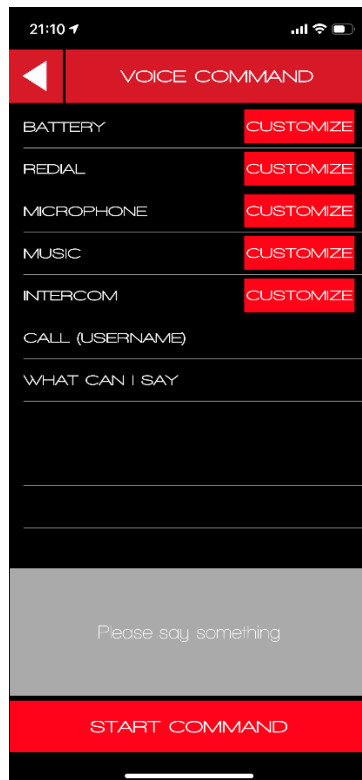 21:10
VOICE COMMAND
BATTERY CUSTOMIZE
REDIAL CUSTOMIZE
MICROPHONE CUSTOMIZE
MUSIC CUSTOMIZE
INTERCOM CUSTOMIZE
CALL (USERNAME)
WHAT CAN I SAY
Please say something
START COMMAND